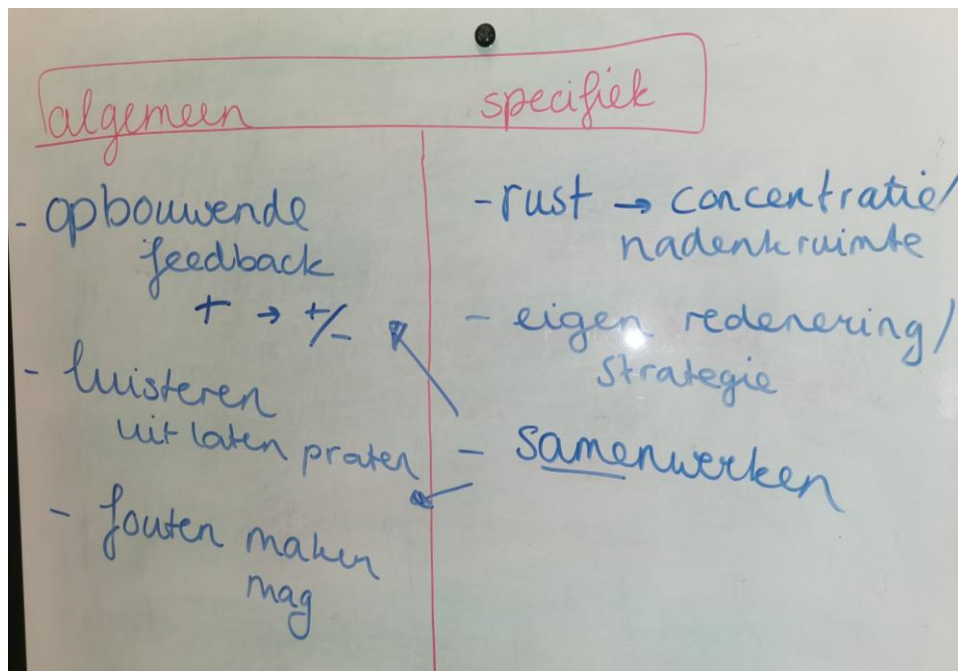 algemeen
specifiek
- opbouwende
feedback
+ → +/-
- luisteren
uit laten praten
- fouten maken
mag
- rust → concentratie/
nadenkruimte
- eigen redenering/
strategie
- samenwerken